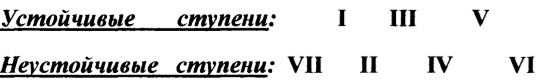 Устойчивые ступени: I III V
Неустойчивые ступени: VII II IV VI